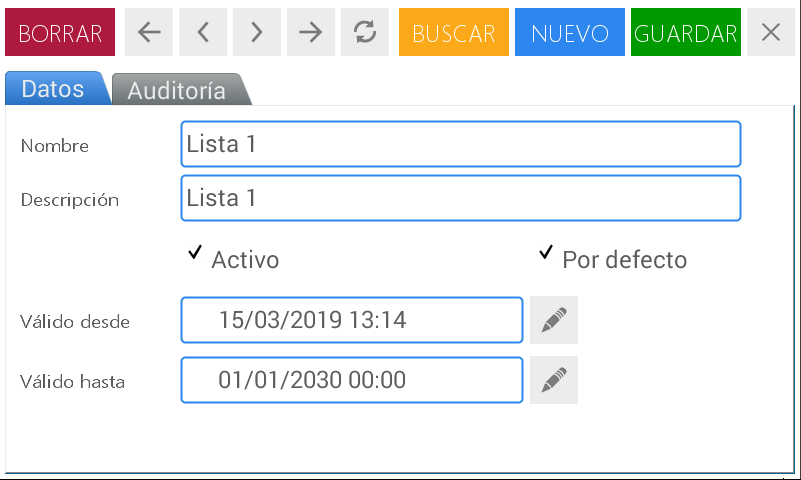 BORRAR BUSCAR NUEVO GUARDAR
Datos Auditoría
Nombre Lista 1
Descripción Lista 1
Activo Por defecto
Válido desde 15/03/2019 13:14
Válido hasta 01/01/2030 00:00